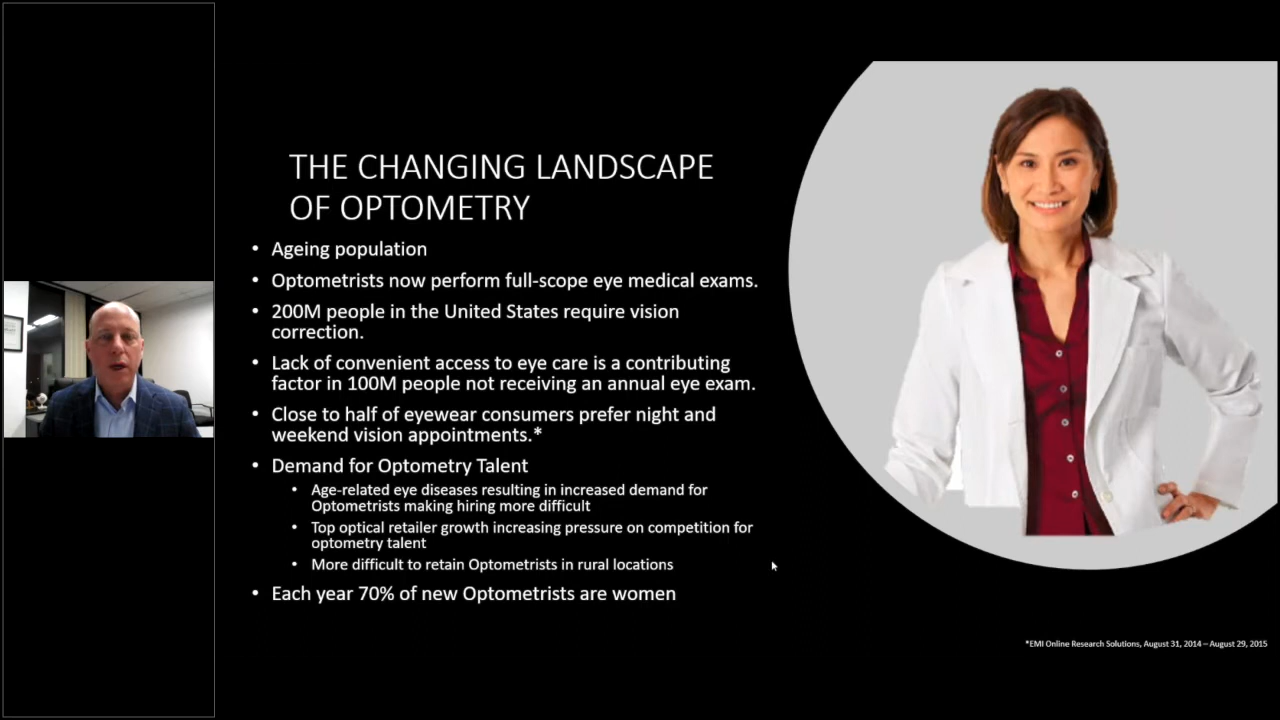 THE CHANGING LANDSCAPE
OF OPTOMETRY
• Ageing population
• Optometrists now perform full-scope eye medical exams.
• 200M people in the United States require vision
correction.
• Lack of convenient access to eye care is a contributing
factor in 100M people not receiving an annual eye exam.
• Close to half of eyewear consumers prefer night and
weekend vision appointments.*
• Demand for Optometry Talent
• Age-related eye diseases resulting in increased demand for
Optometrists making hiring more difficult
• Top optical retailer growth increasing pressure on competition for
optometry talent
• More difficult to retain Optometrists in rural locations
• Each year 70% of new Optometrists are women
*EMI Online Research Solutions, August 31, 2014 – August 29, 2015